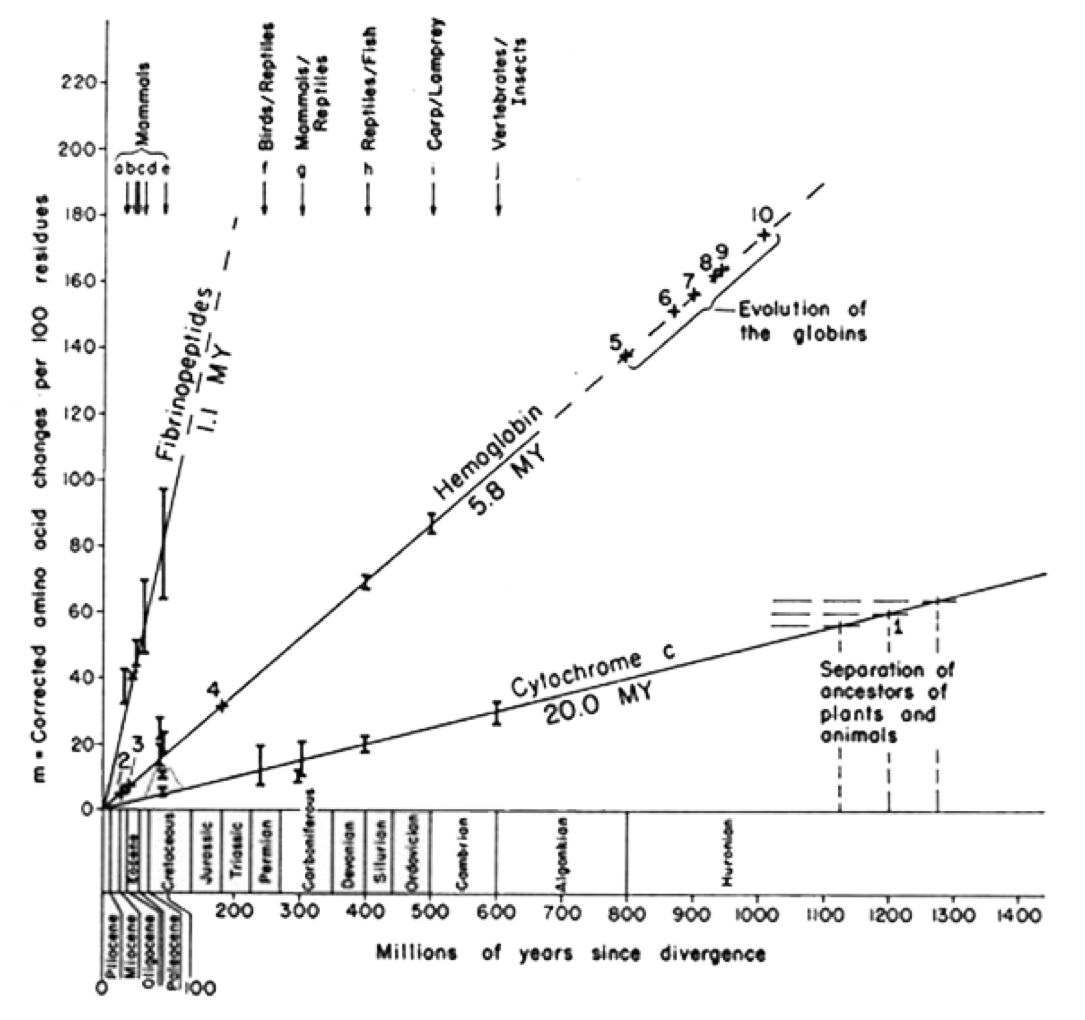 m = Corrected amino acid changes per 100 residues
220
200
180
160
140
120
100
80
60
40
20
0
Mammals
a b c d e
f Birds/Reptiles
g Mammals/
Reptiles
h Reptiles/Fish
i Carp/Lamprey
j Vertebrates/
Insects
Fibrinopeptides
1.1 MY
Hemoglobin
5.8 MY
Cytochrome c
20.0 MY
10
9
8
7
6
5
4
3
2
1
Evolution of
the globins
Separation of
ancestors of
plants and
animals
Pliocene
Miocene
Oligocene
Eocene
Paleocene
Cretaceous
Jurassic
Triassic
Permian
Carboniferous
Devonian
Silurian
Ordovician
Cambrian
Algonkian
Huronian
0
100
200
300
400
500
600
700
800
900
1000
1100
1200
1300
1400
Millions of years since divergence